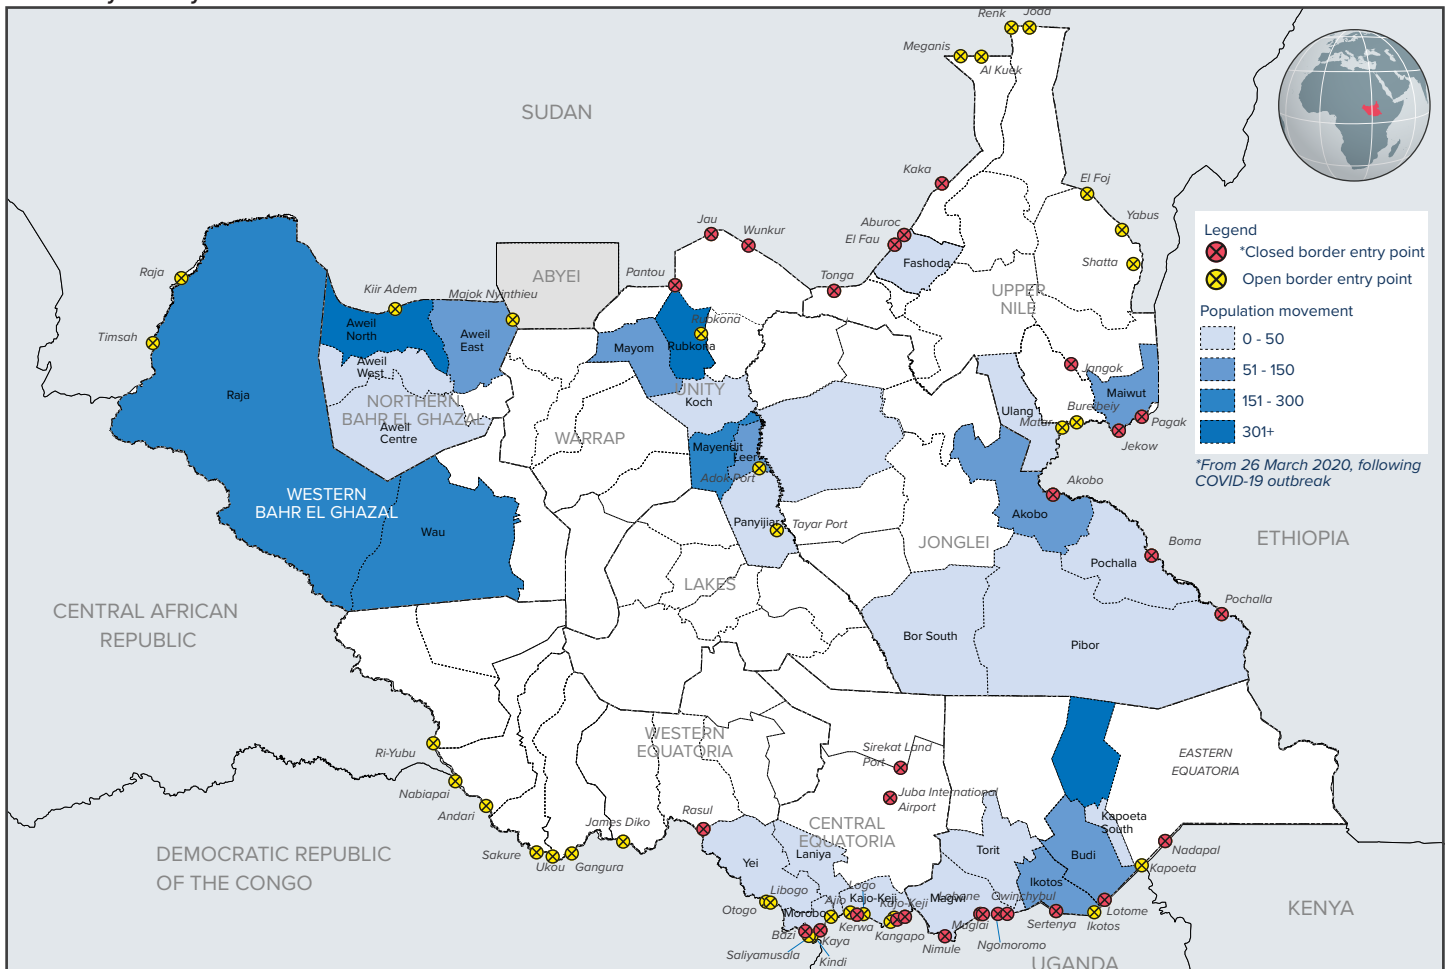 Renk
Joda
Meganis
Al Kuek
SUDAN
Kaka
El Foj
Yabus
Shatta
Jau
Wunkur
Aburoc
El Fau
Fashoda
Legend
*Closed border entry point
Open border entry point
Population movement
0 - 50
51 - 150
151 - 300
301+
*From 26 March 2020, following
COVID-19 outbreak
Raja
Timsah
Kiir Adem
Majok Nyinthieu
ABYEI
Pantou
Tonga
UPPER
NILE
Aweil
North
Aweil
East
Aweil
West
Mayom
Rubkona
Rubkona
Jangok
Maiwut
Raja
NORTHERN
BAHR EL GHAZAL
Aweil
Centre
UNITY
Koch
WARRAP
Ulang
Matar
Burebeiy
Pagak
Jekow
Mayendit
Leer
Adok Port
WESTERN
BAHR EL GHAZAL
Wau
Panyijiar
Tayar Port
Akobo
Akobo
JONGLEI
ETHIOPIA
Boma
Pochalla
Pochalla
LAKES
CENTRAL AFRICAN
REPUBLIC
Bor South
Pibor
Ri-Yubu
Nabiapai
Andari
WESTERN
EQUATORIA
Sirekat Land
Port
EASTERN
EQUATORIA
Juba International
Airport
Rasul
James Diko
CENTRAL
EQUATORIA
Kapoeta
South
DEMOCRATIC REPUBLIC
OF THE CONGO
Sakure
Ukou
Gangura
Yei
Laniya
Torit
Budi
Nadapal
Kapoeta
Ikotos
Libogo
Otogo
Morobo
Ajio
Logo
Kajo-Keji
Kajo-Keji
Magwi
Lobone
Owinchybul
Bazi
Saliyamusala
Kaya
Kindi
Kerwa
Kangapo
Nimule
Maglai
Ngomoromo
Sertenya
Ikotos
Lotome
KENYA
UGANDA